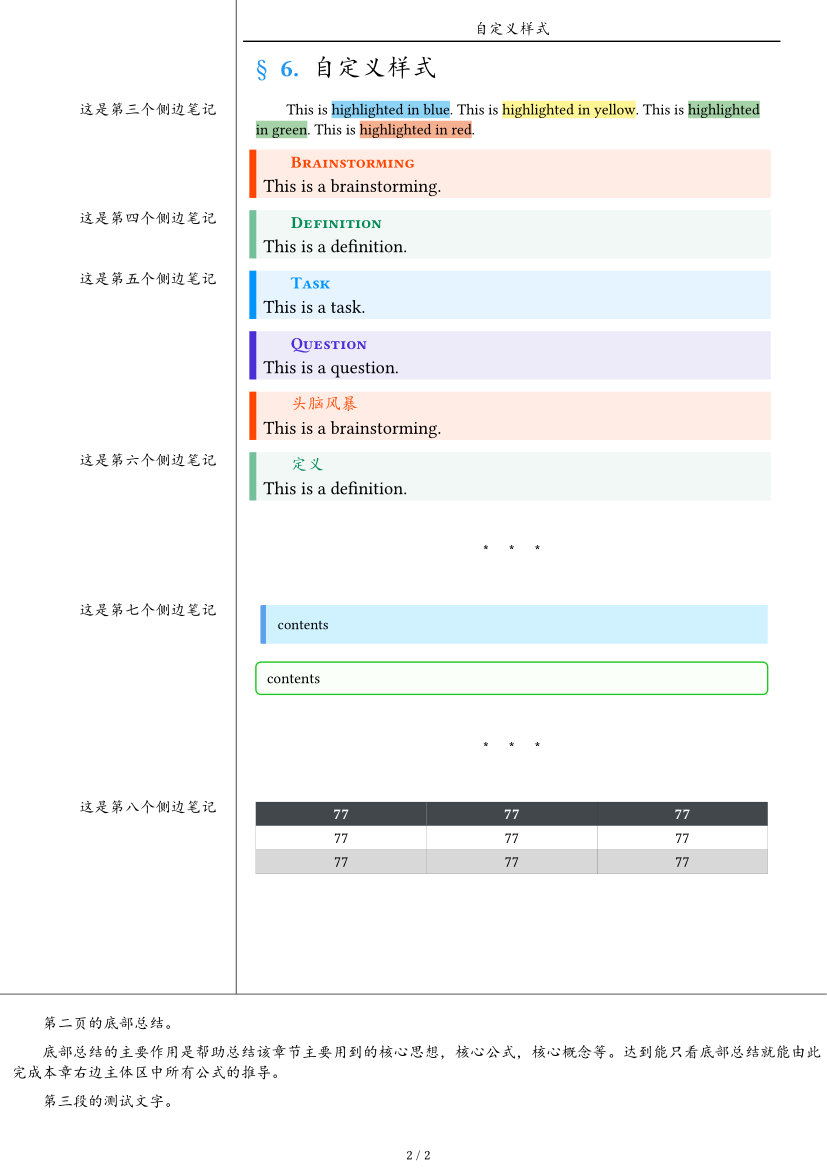 自定义样式
§ 6. 自定义样式
这是第三个侧边笔记
This is highlighted in blue. This is highlighted in yellow. This is highlighted
in green. This is highlighted in red.
BRAINSTORMING
This is a brainstorming.
这是第四个侧边笔记
DEFINITION
This is a definition.
这是第五个侧边笔记
TASK
This is a task.
QUESTION
This is a question.
头脑风暴
This is a brainstorming.
这是第六个侧边笔记
定义
This is a definition.
* * *
这是第七个侧边笔记
contents
contents
* * *
这是第八个侧边笔记
77 77 77
77 77 77
77 77 77
第二页的底部总结。
底部总结的主要作用是帮助总结该章节主要用到的核心思想，核心公式，核心概念等。达到能只看底部总结就能由此
完成本章右边主体区中所有公式的推导。
第三段的测试文字。
2 / 2